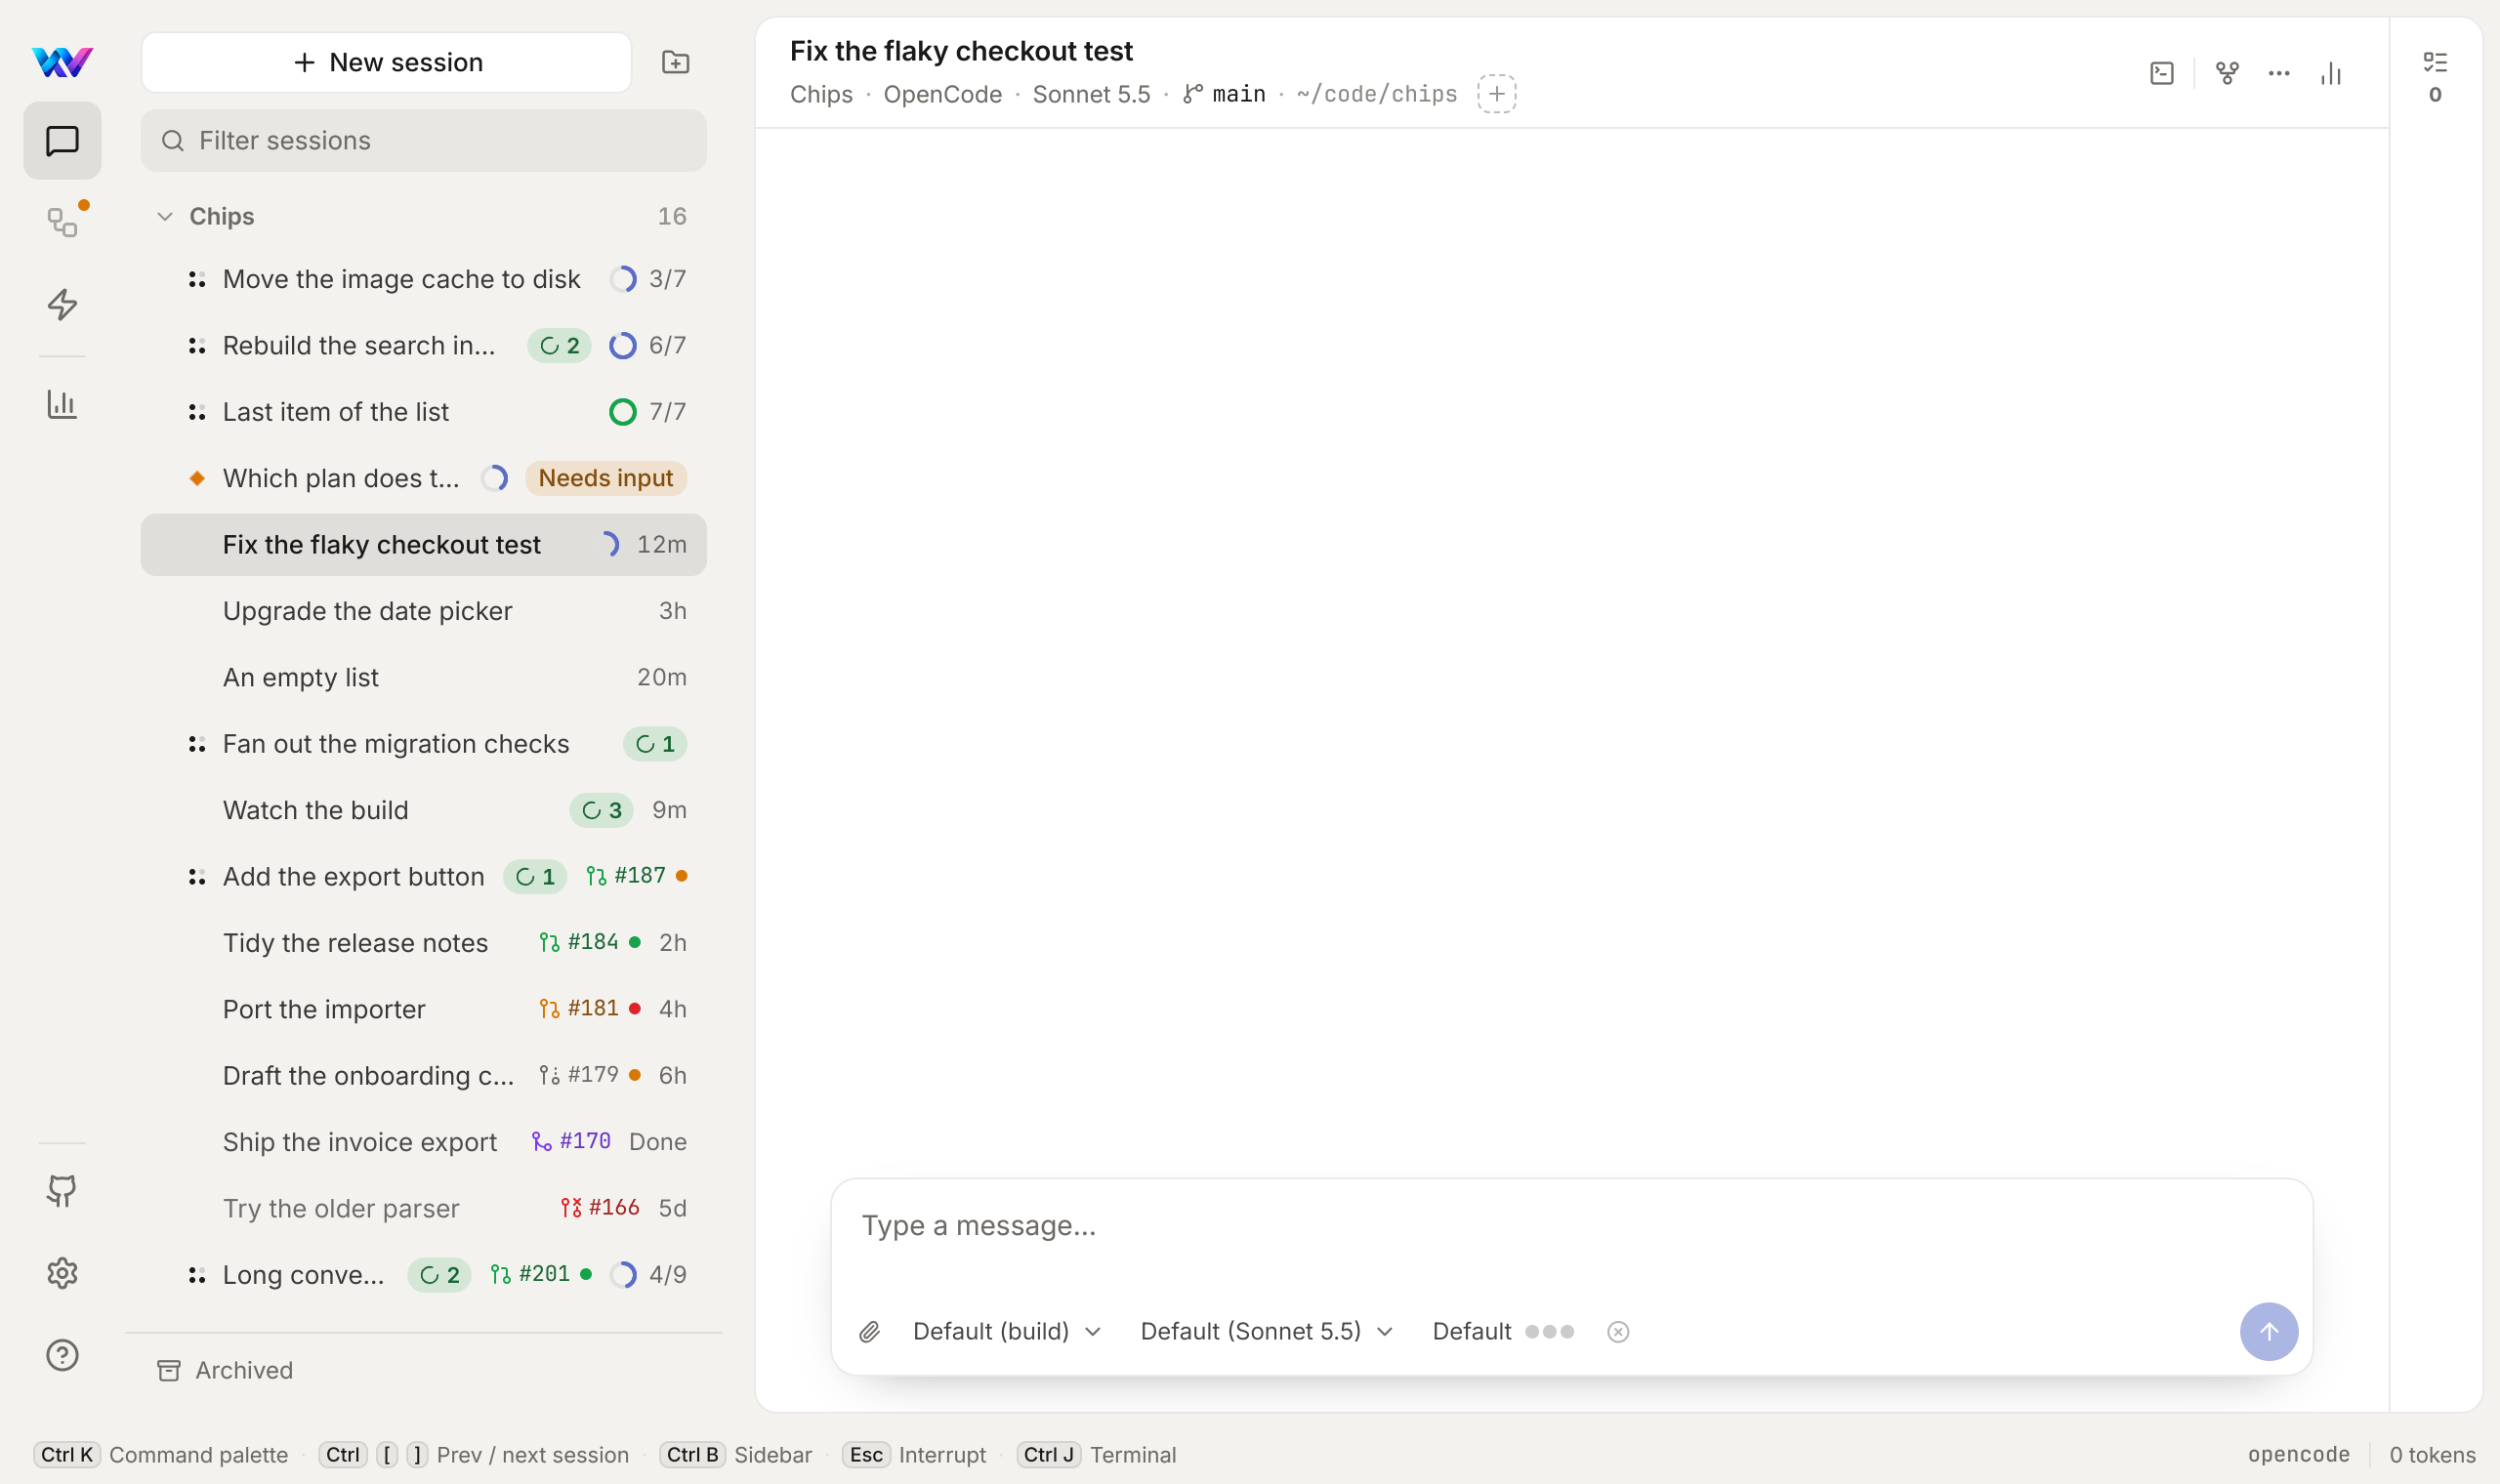 New session
Filter sessions
Chips 16
Move the image cache to disk 3/7
Rebuild the search in... 2 6/7
Last item of the list 7/7
Which plan does t... Needs input
Fix the flaky checkout test 12m
Upgrade the date picker 3h
An empty list 20m
Fan out the migration checks 1
Watch the build 3 9m
Add the export button 1 #187
Tidy the release notes #184 2h
Port the importer #181 4h
Draft the onboarding c... #179 6h
Ship the invoice export #170 Done
Try the older parser #166 5d
Long conve... 2 #201 4/9
Archived
Fix the flaky checkout test
Chips · OpenCode · Sonnet 5.5 · main · ~/code/chips
0
Type a message...
Default (build) Default (Sonnet 5.5) Default
Ctrl K Command palette · Ctrl [ ] Prev / next session · Ctrl B Sidebar · Esc Interrupt · Ctrl J Terminal
opencode 0 tokens